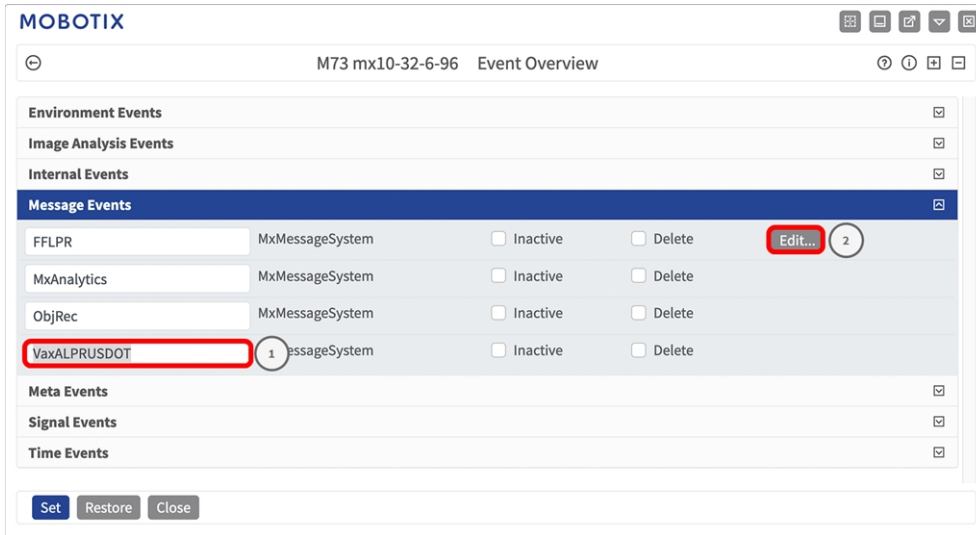 MOBOTIX
M73 mx10-32-6-96 Event Overview
Environment Events
Image Analysis Events
Internal Events
Message Events
FFLPR MxMessageSystem Inactive Delete Edit... 2
MxAnalytics MxMessageSystem Inactive Delete
ObjRec MxMessageSystem Inactive Delete
VaxALPRUSDOT 1 essageSystem Inactive Delete
Meta Events
Signal Events
Time Events
Set Restore Close